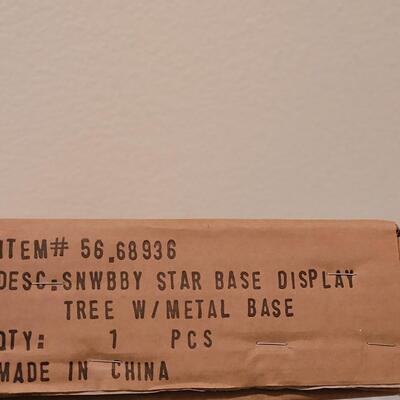 ITEM# 56.68936
DESC:SNWBBY STAR BASE DISPLAY
TREE W/METAL BASE
QTY: 1 PCS
MADE IN CHINA